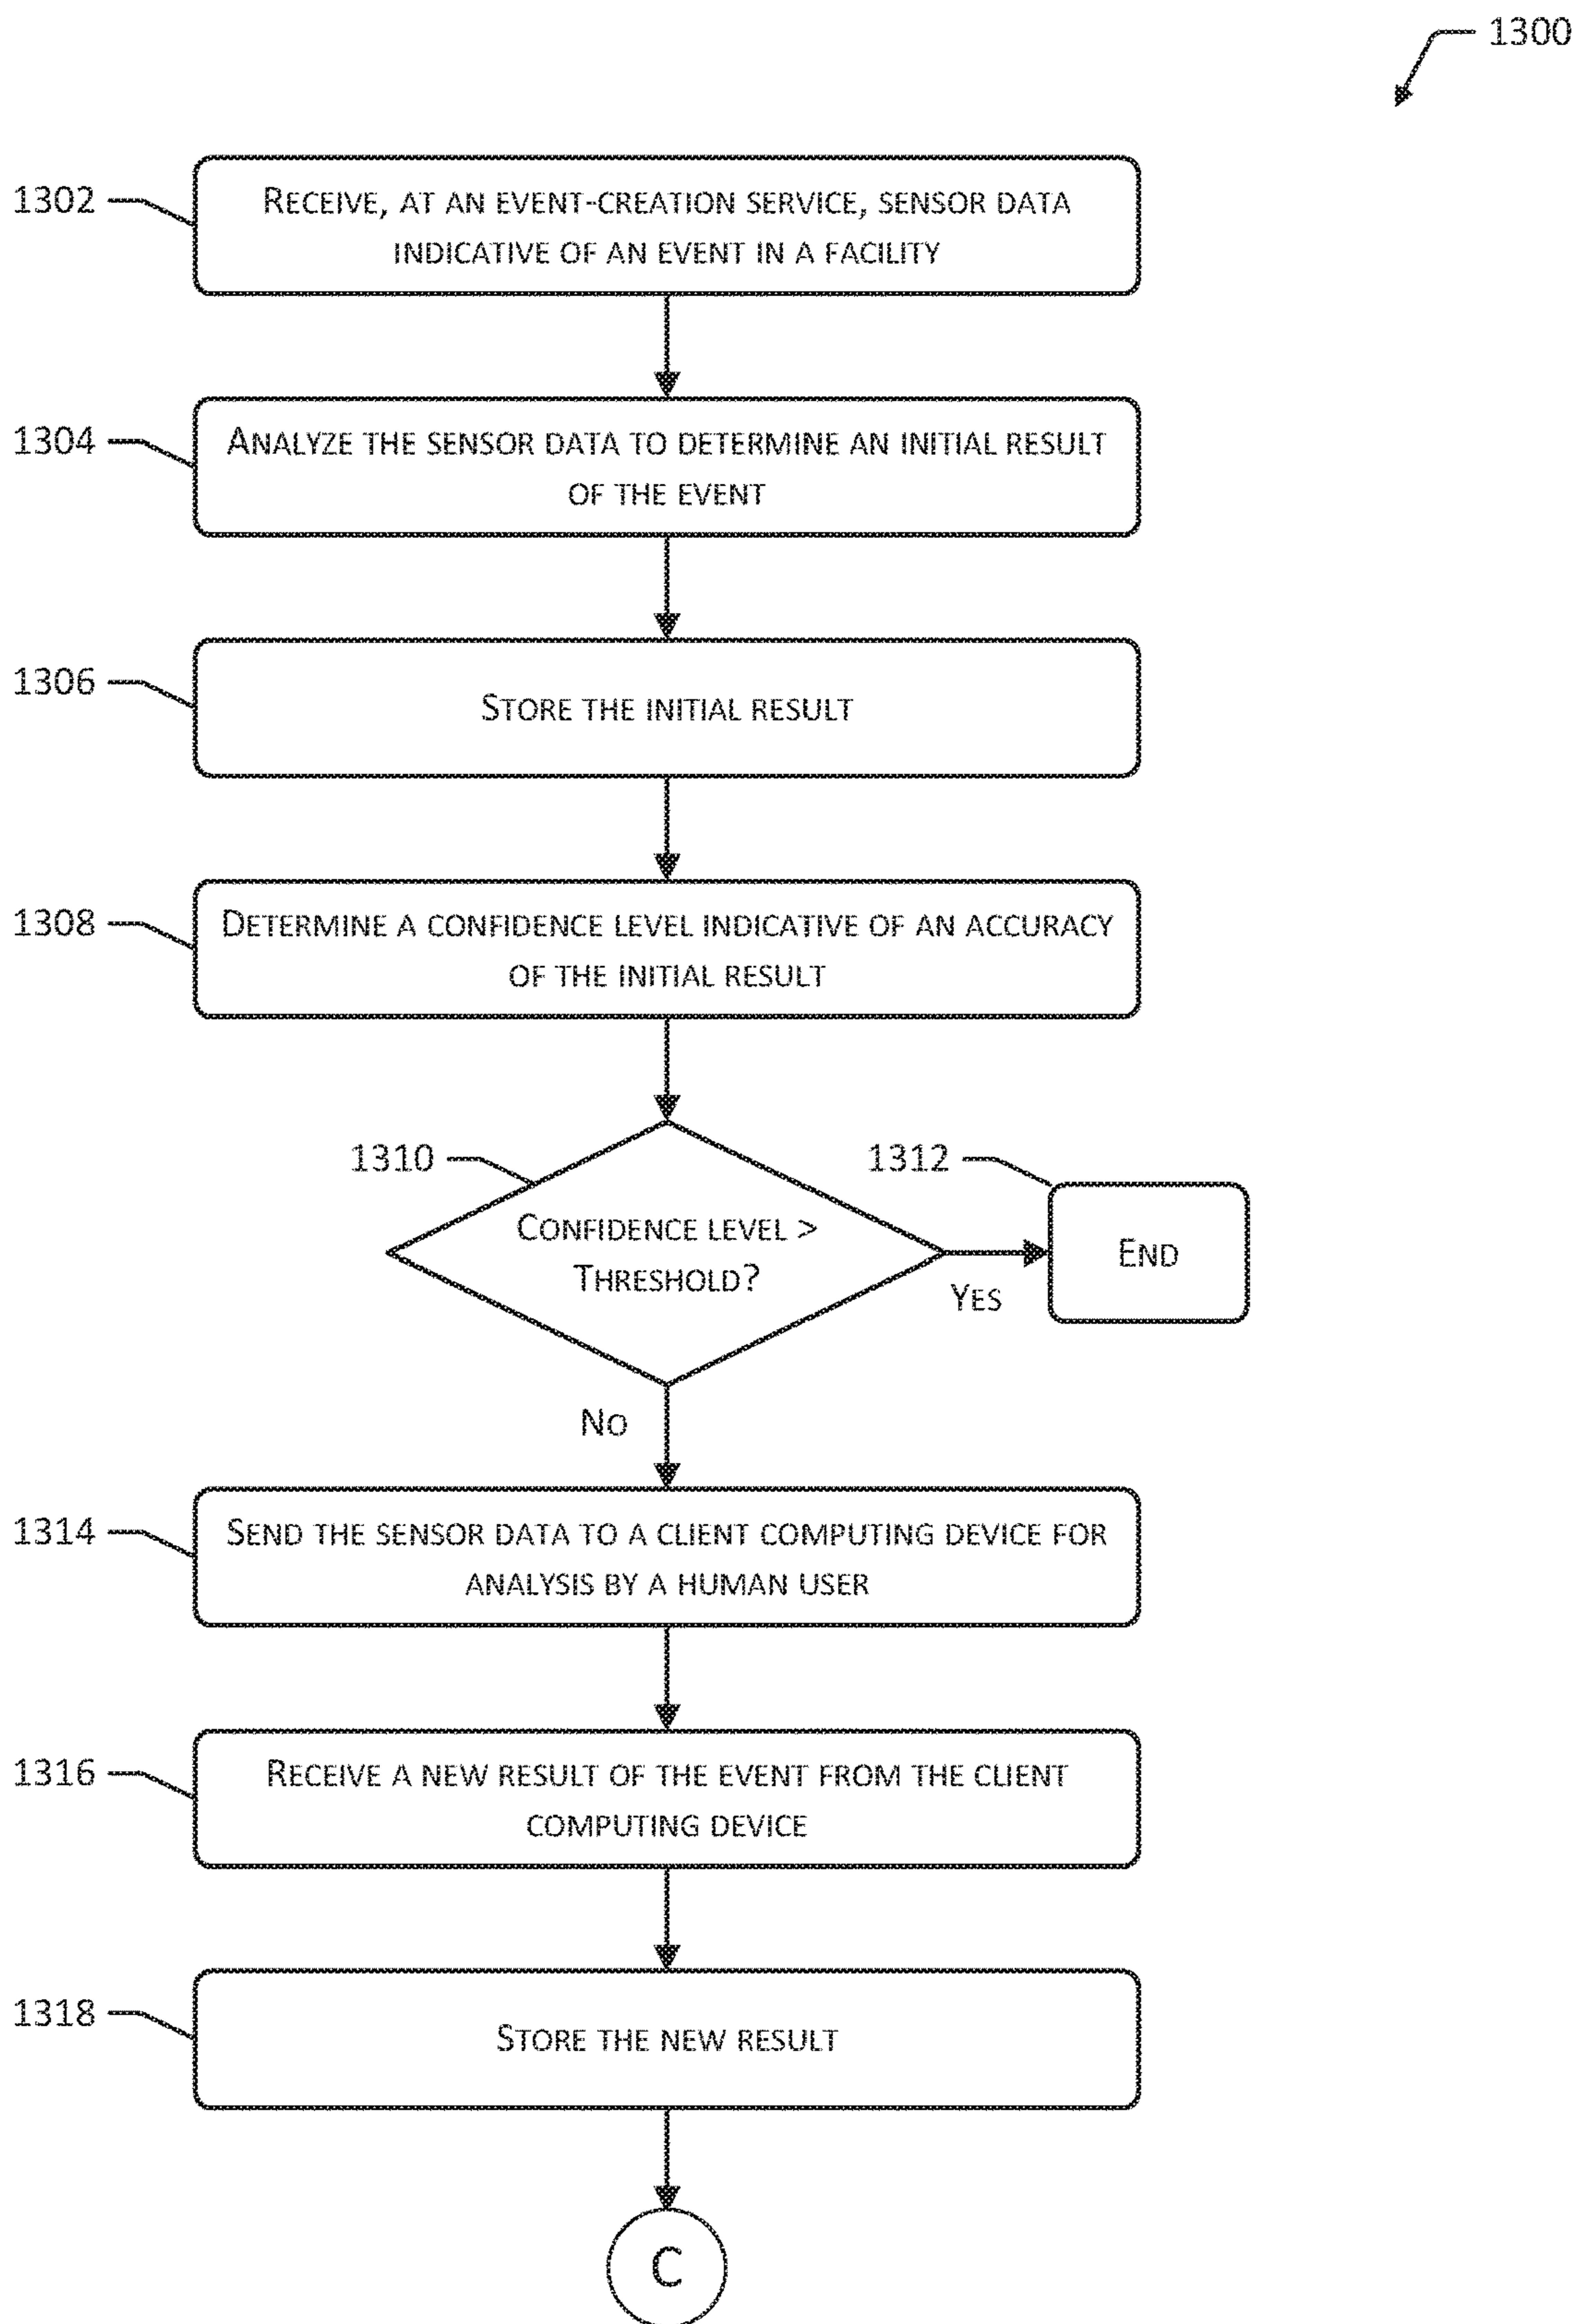 1300
1302
RECEIVE, AT AN EVENT-CREATION SERVICE, SENSOR DATA
INDICATIVE OF AN EVENT IN A FACILITY
1304
ANALYZE THE SENSOR DATA TO DETERMINE AN INITIAL RESULT
OF THE EVENT
1306
STORE THE INITIAL RESULT
1308
DETERMINE A CONFIDENCE LEVEL INDICATIVE OF AN ACCURACY
OF THE INITIAL RESULT
1310
CONFIDENCE LEVEL >
THRESHOLD?
1312
END
YES
NO
1314
SEND THE SENSOR DATA TO A CLIENT COMPUTING DEVICE FOR
ANALYSIS BY A HUMAN USER
1316
RECEIVE A NEW RESULT OF THE EVENT FROM THE CLIENT
COMPUTING DEVICE
1318
STORE THE NEW RESULT
C